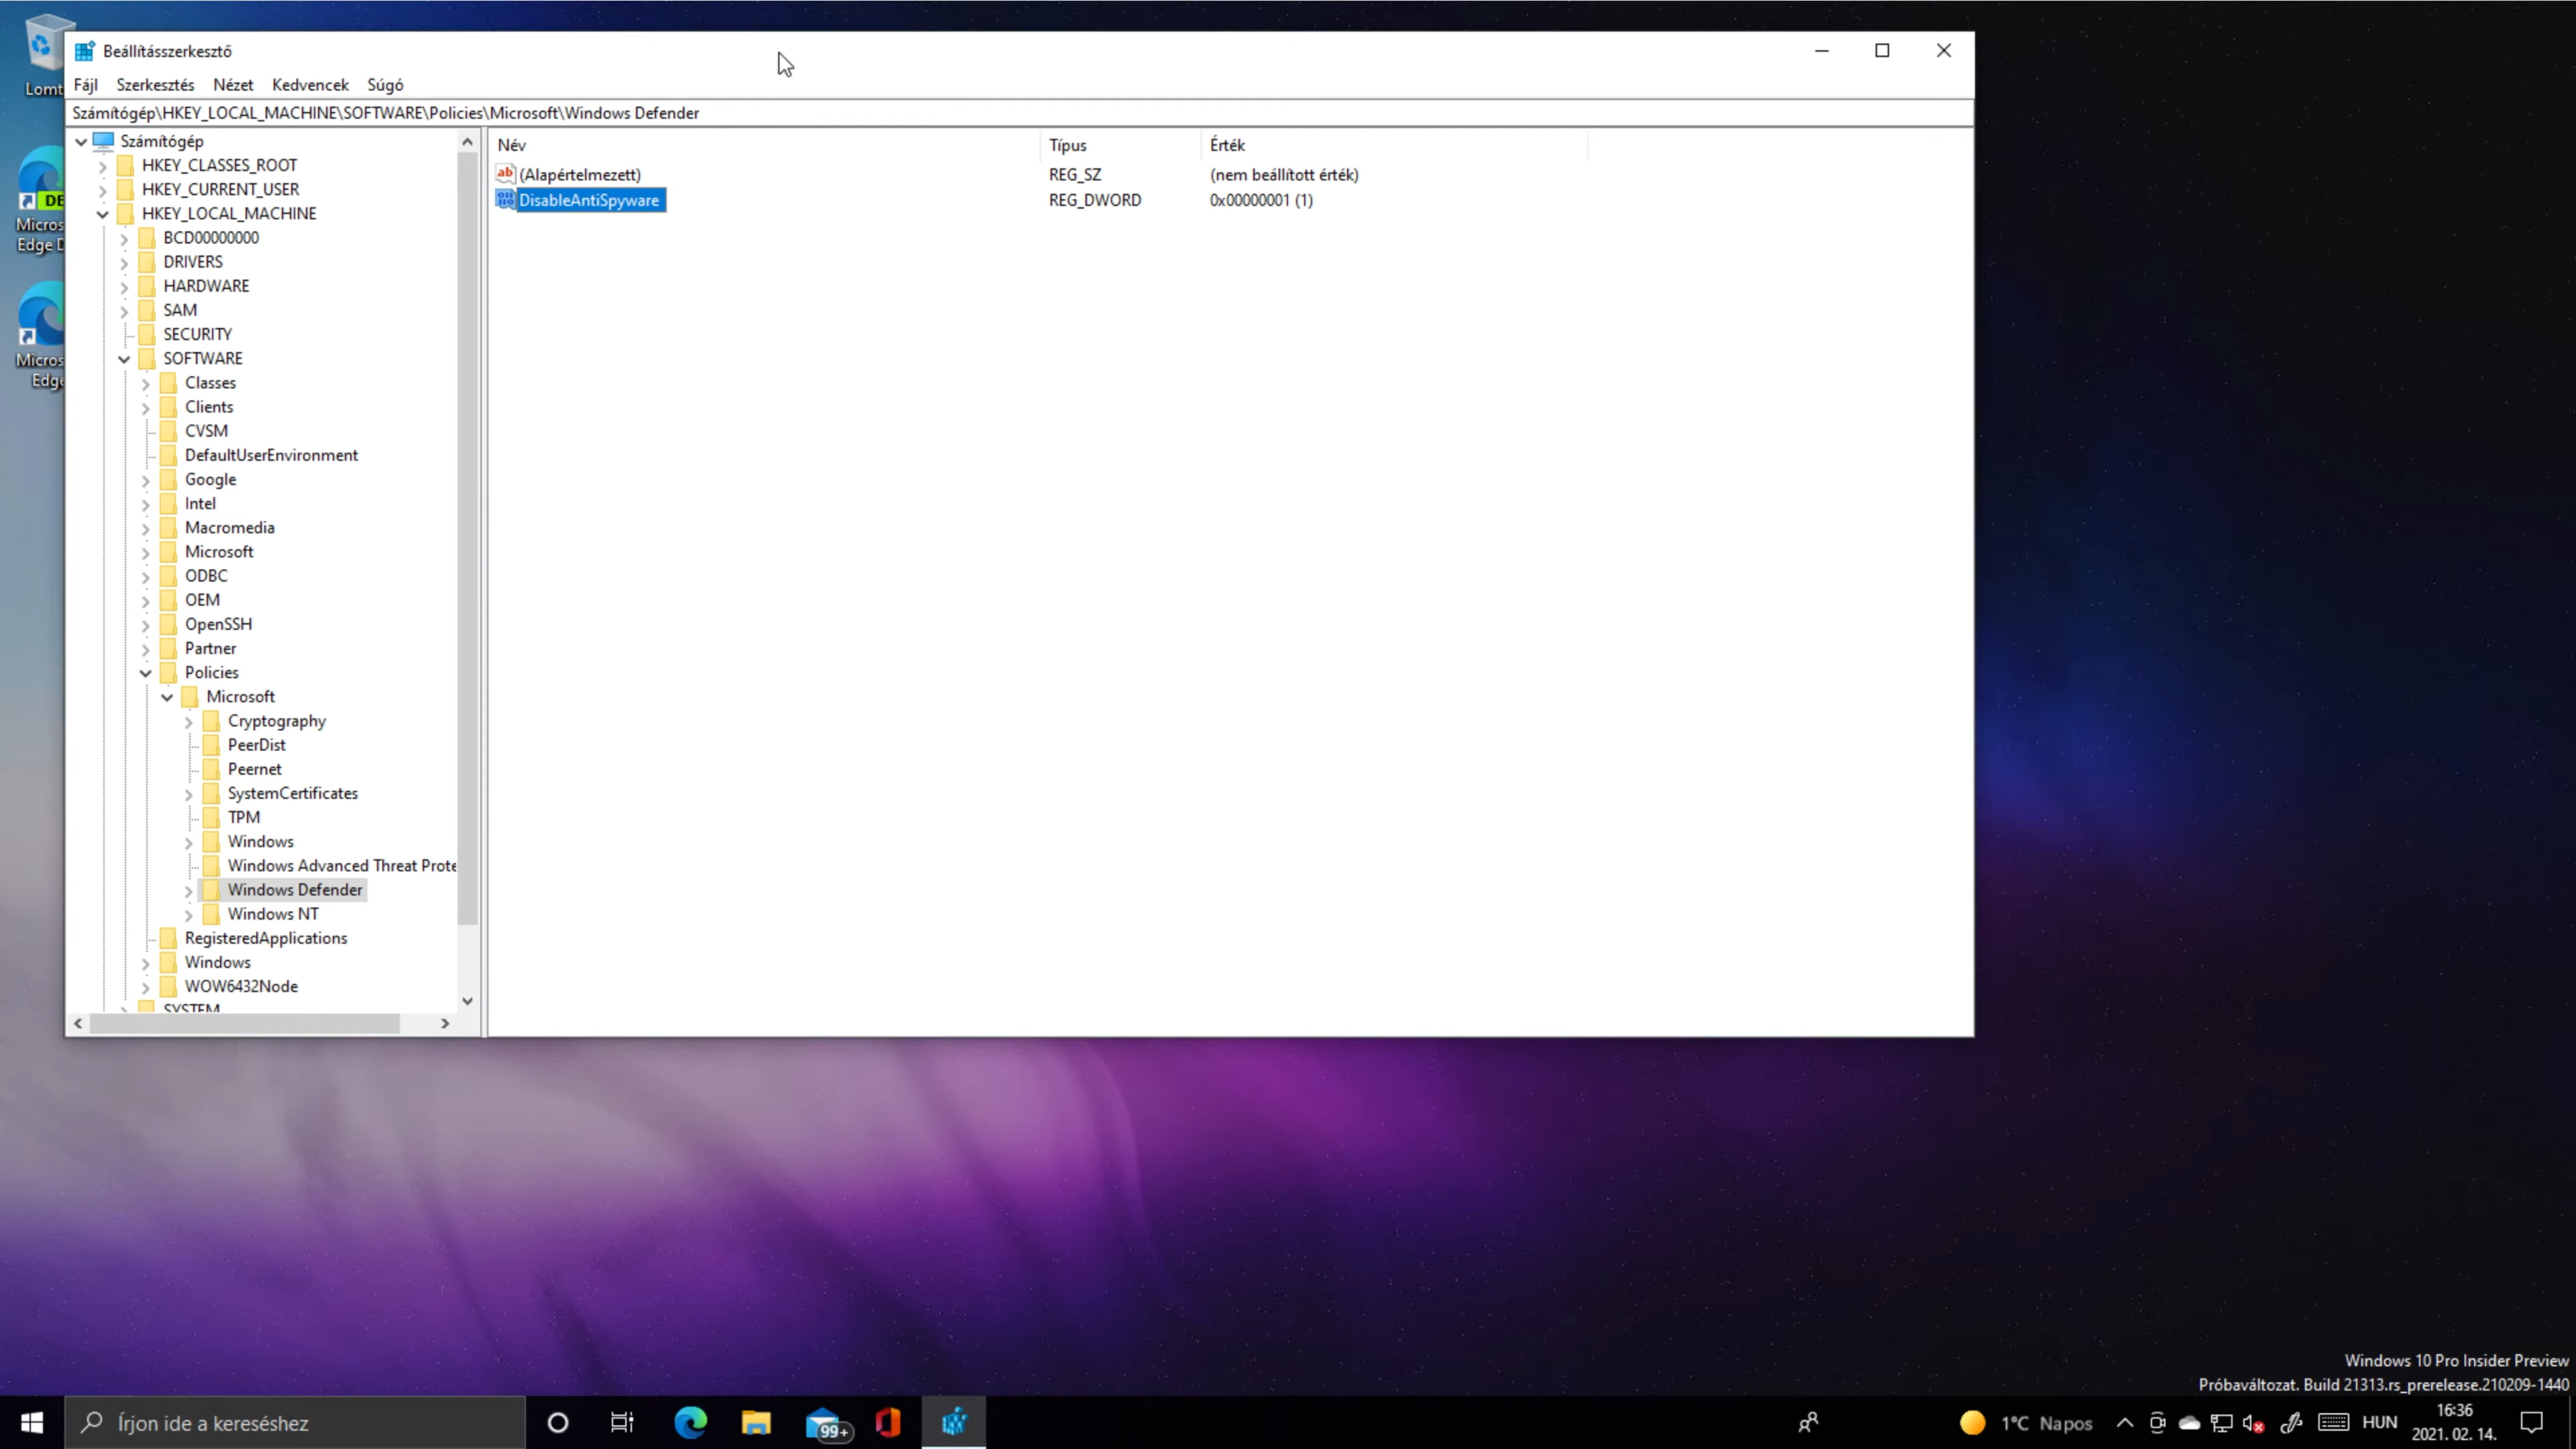 Lomt
DE
Micros
Edge D
Micros
Edge
Beállításszerkesztő
Fájl Szerkesztés Nézet Kedvencek Súgó
Számítógép\HKEY_LOCAL_MACHINE\SOFTWARE\Policies\Microsoft\Windows Defender
Számítógép
HKEY_CLASSES_ROOT
HKEY_CURRENT_USER
HKEY_LOCAL_MACHINE
BCD00000000
DRIVERS
HARDWARE
SAM
SECURITY
SOFTWARE
Classes
Clients
CVSM
DefaultUserEnvironment
Google
Intel
Macromedia
Microsoft
ODBC
OEM
OpenSSH
Partner
Policies
Microsoft
Cryptography
PeerDist
Peernet
SystemCertificates
TPM
Windows
Windows Advanced Threat Prote
Windows Defender
Windows NT
RegisteredApplications
Windows
WOW6432Node
SYSTEM
Név Típus Érték
ab (Alapértelmezett) REG_SZ (nem beállított érték)
DisableAntiSpyware REG_DWORD 0x00000001 (1)
Windows 10 Pro Insider Preview
Próbaváltozat. Build 21313.rs_prerelease.210209-1440
Írjon ide a kereséshez
99+
1°C Napos
HUN
16:36
2021. 02. 14.